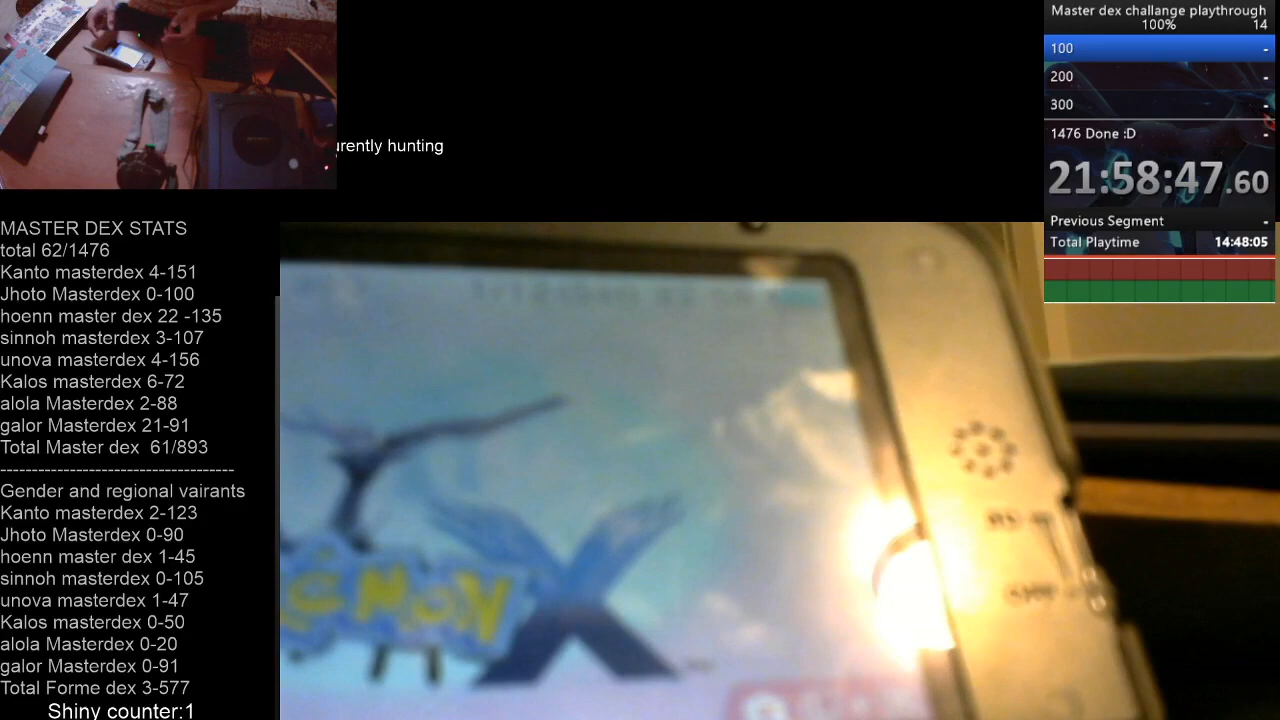 Master dex challange playthrough
100% 14
100 -
200 -
300 -
1476 Done :D -
21:58:47.60
Previous Segment -
Total Playtime 14:48:05
urently hunting
MASTER DEX STATS
total 62/1476
Kanto masterdex 4-151
Jhoto Masterdex 0-100
hoenn master dex 22 -135
sinnoh masterdex 3-107
unova masterdex 4-156
Kalos masterdex 6-72
alola Masterdex 2-88
galor Masterdex 21-91
Total Master dex  61/893
------------------------------------
Gender and regional vairants
Kanto masterdex 2-123
Jhoto Masterdex 0-90
hoenn master dex 1-45
sinnoh masterdex 0-105
unova masterdex 1-47
Kalos masterdex 0-50
alola Masterdex 0-20
galor Masterdex 0-91
Total Forme dex 3-577
Shiny counter:1
EMON
X